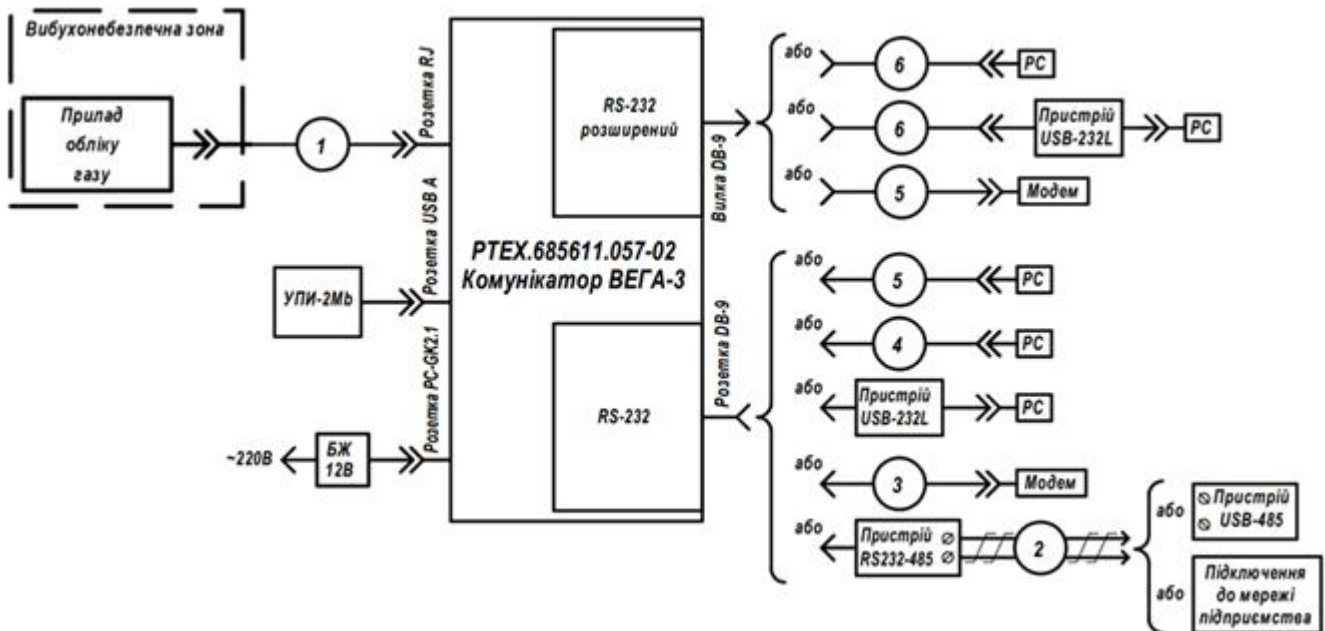 Вибухонебезпечна зона
Прилад
обліку
газу
1
Розетка RJ
УПИ-2Mb
Розетка USB A
~220В
БЖ
12В
Розетка PC-GK2.1
RS-232
розширений
РТЕХ.685611.057-02
Комунікатор ВЕГА-3
RS-232
Вилка DB-9
або
6
PC
або
6
Пристрій
USB-232L
PC
або
5
Модем
Розетка DB-9
або
5
PC
або
4
PC
або
Пристрій
USB-232L
PC
або
3
Модем
або
Пристрій
RS232-485
2
або
Пристрій
USB-485
або
Підключення
до мережі
підприємства